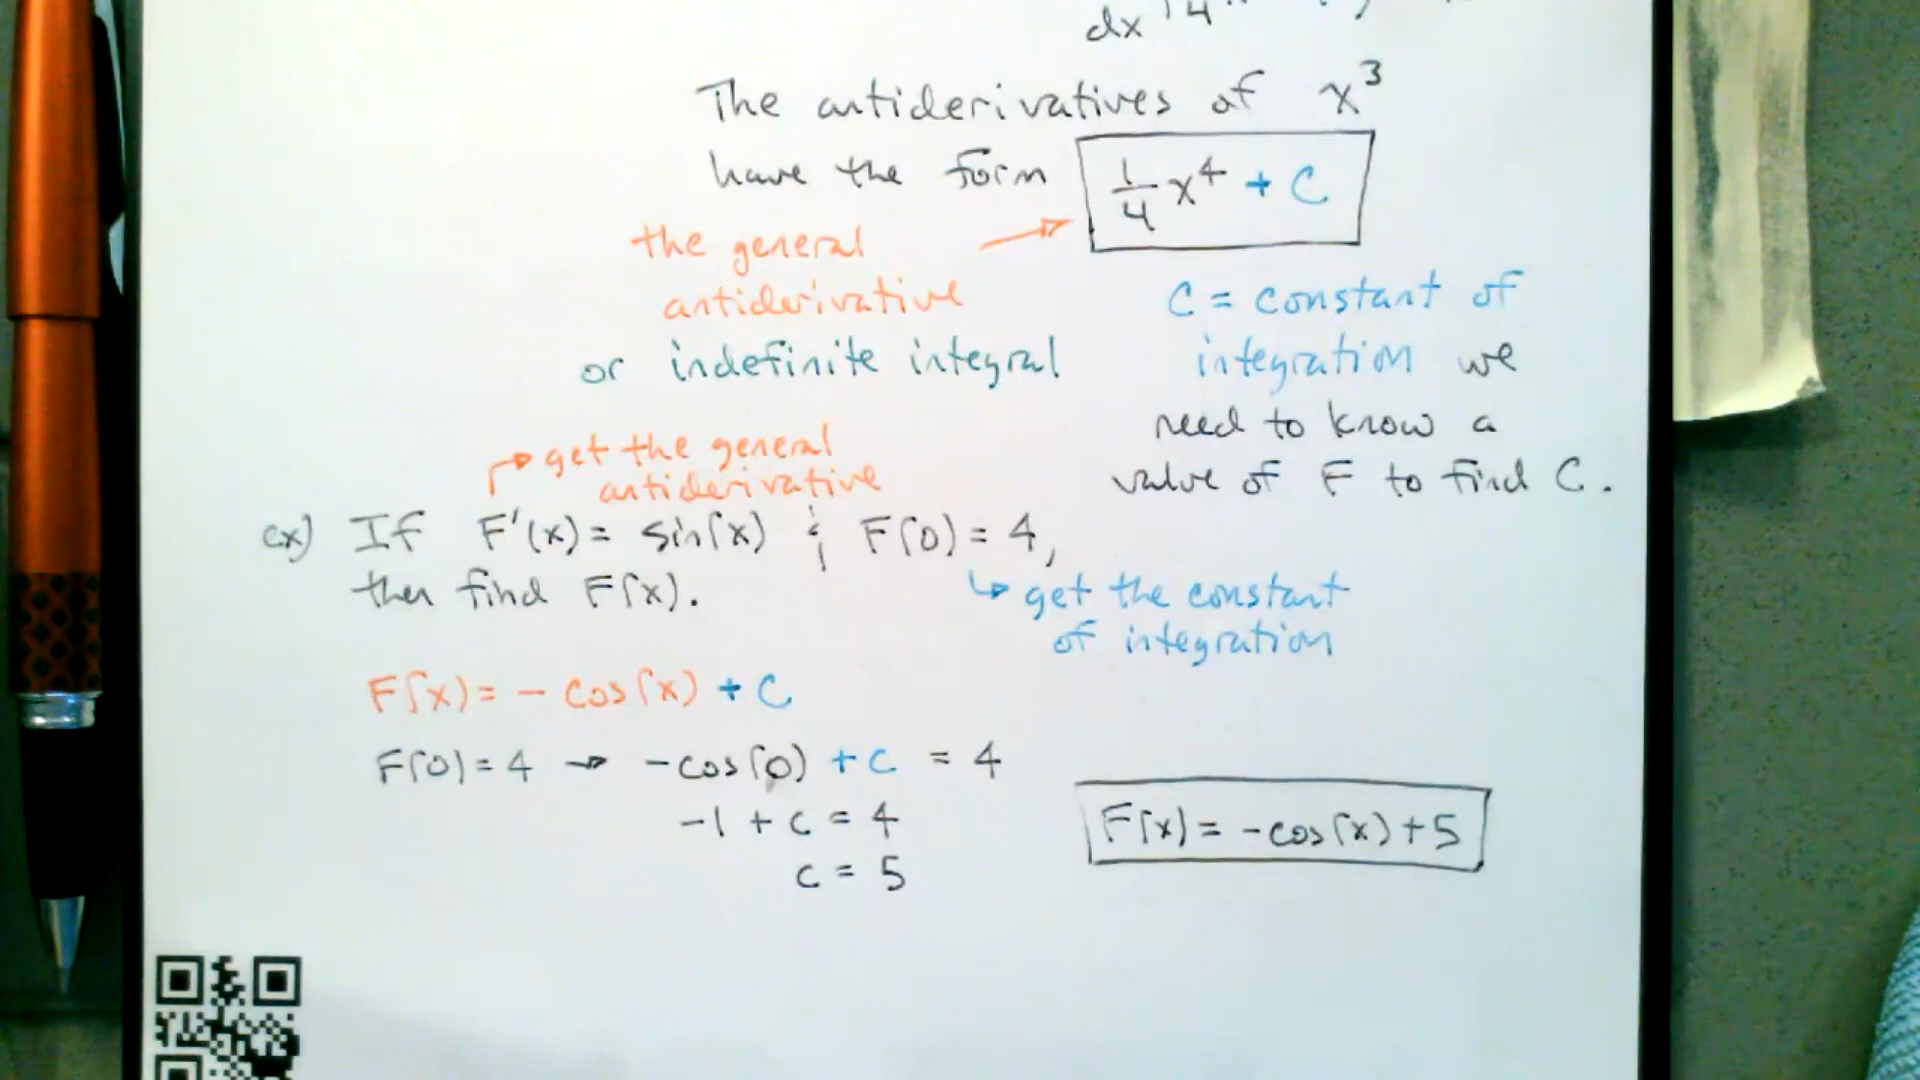 dx
The antiderivatives of x³
have the form 1/4 x⁴ + C
the general
antiderivative
or indefinite integral
C = constant of
integration we
need to know a
value of F to find C.
get the general
antiderivative
ex) If F'(x) = sin(x) & F(0) = 4,
then find F(x).
get the constant
of integration
F(x) = - cos(x) + C
F(0) = 4 → -cos(0) + C = 4
-1 + C = 4
C = 5
F(x) = -cos(x) + 5